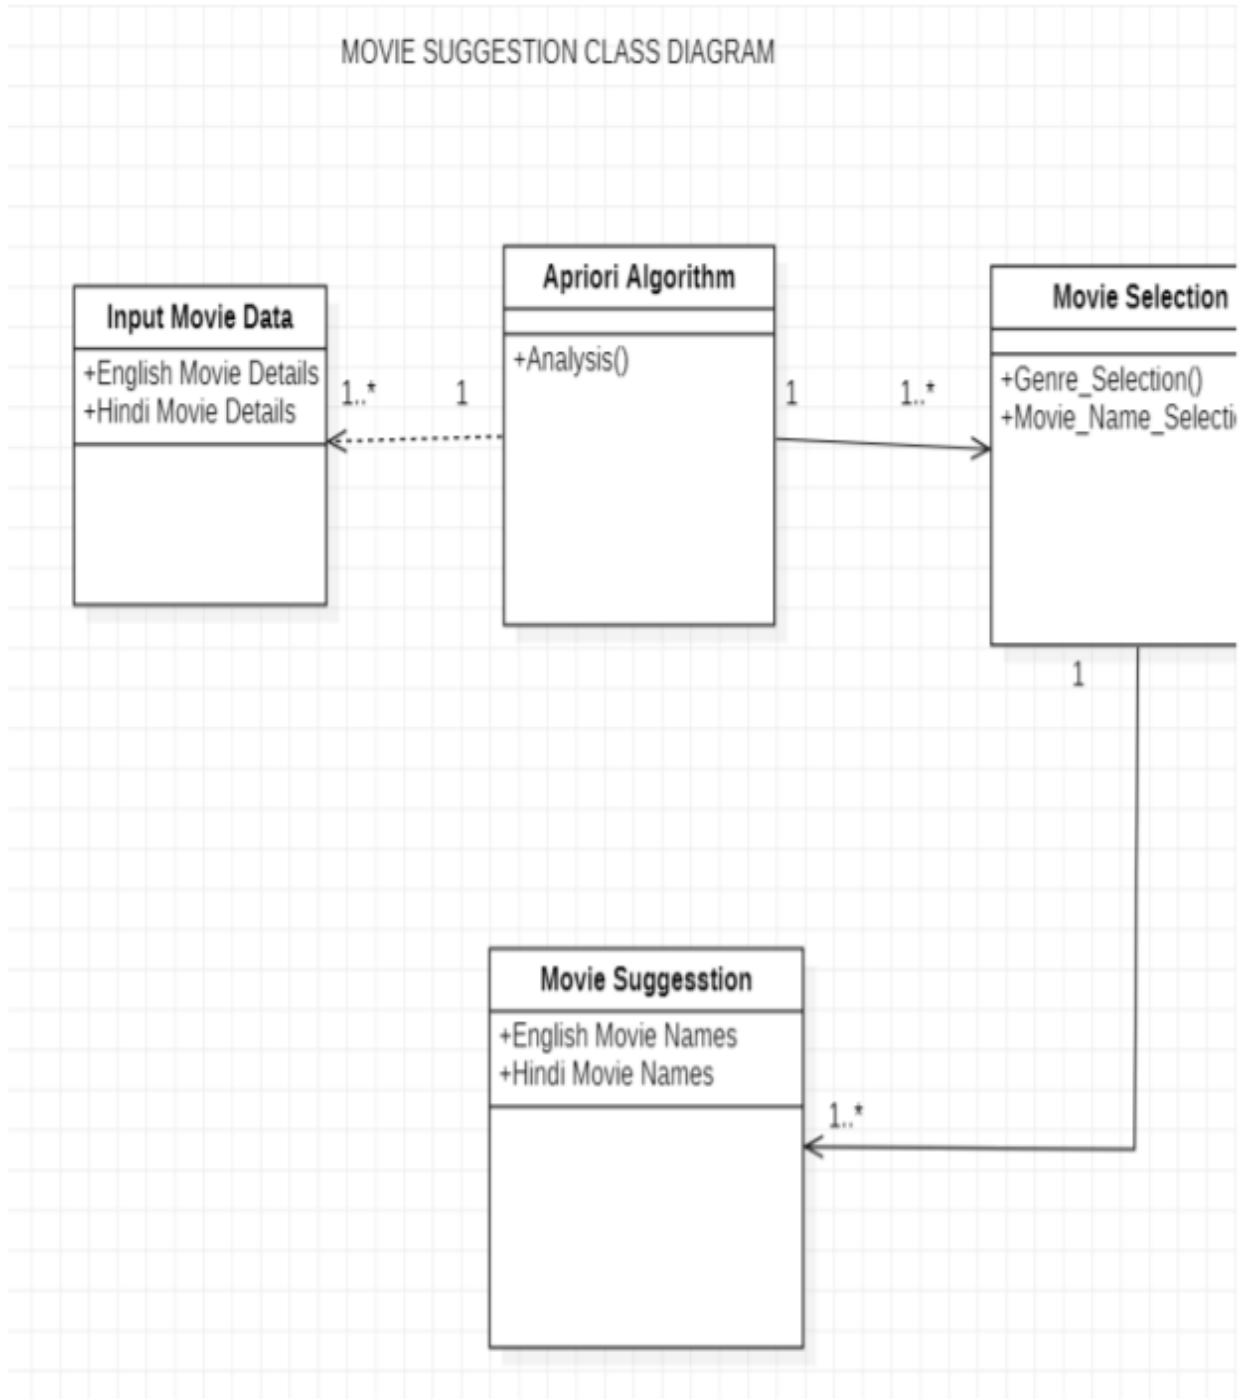 MOVIE SUGGESTION CLASS DIAGRAM
Input Movie Data
+English Movie Details
+Hindi Movie Details
1..*
1
Apriori Algorithm
+Analysis()
1
1..*
Movie Selection
+Genre_Selection()
1
Movie Suggesstion
+English Movie Names
+Hindi Movie Names
1..*